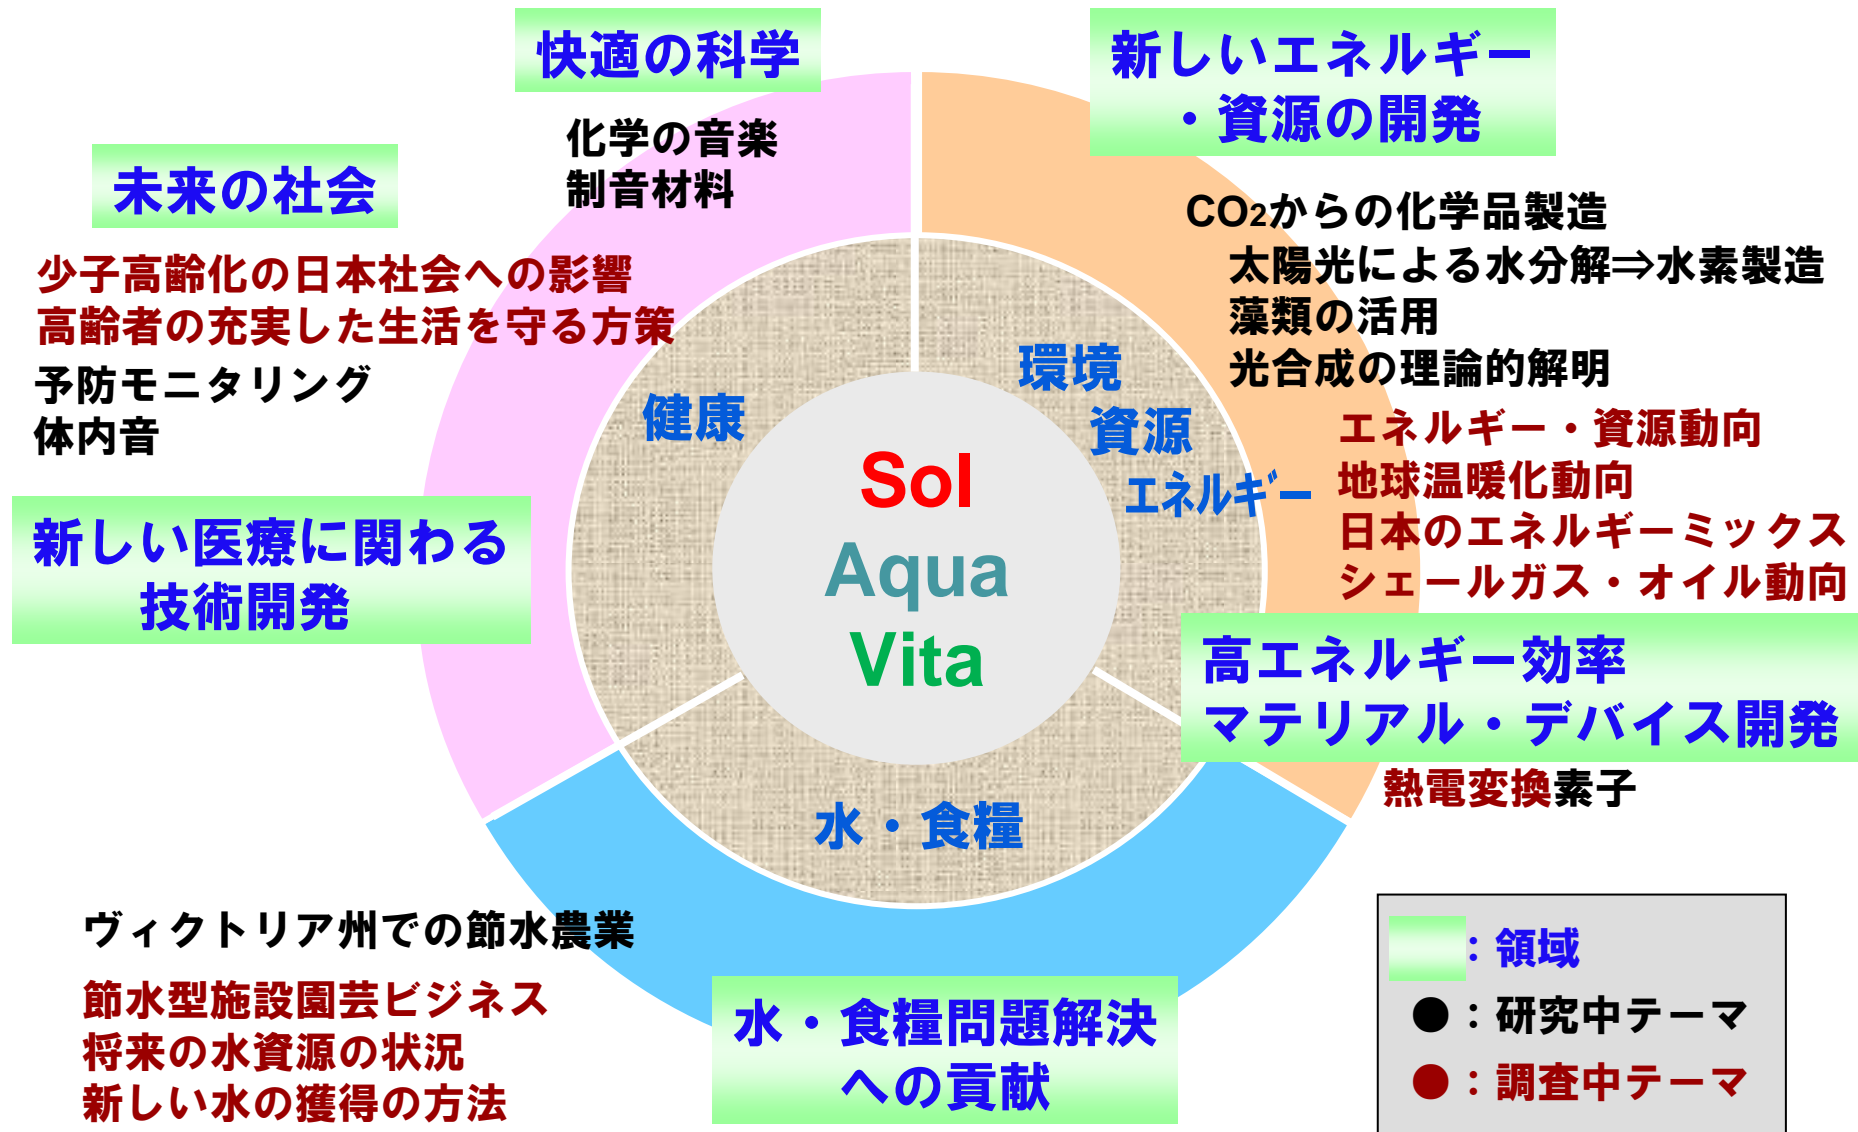 快適の科学
化学の音楽
制音材料
未来の社会
少子高齢化の日本社会への影響
高齢者の充実した生活を守る方策
予防モニタリング
体内音
新しい医療に関わる
技術開発
新しいエネルギー
・資源の開発
CO2からの化学品製造
太陽光による水分解⇒水素製造
藻類の活用
光合成の理論的解明
エネルギー・資源動向
地球温暖化動向
日本のエネルギーミックス
シェールガス・オイル動向
高エネルギー効率
マテリアル・デバイス開発
熱電変換素子
健康
環境
資源
エネルギー
Sol
Aqua
Vita
水・食糧
ヴィクトリア州での節水農業
節水型施設園芸ビジネス
将来の水資源の状況
新しい水の獲得の方法
水・食糧問題解決
への貢献
：領域
●：研究中テーマ
●：調査中テーマ